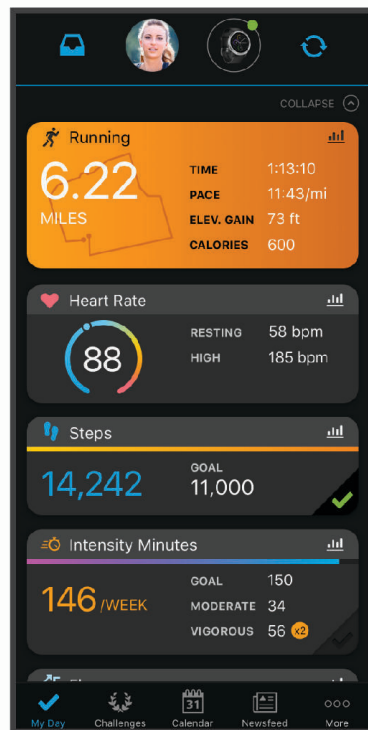 COLLAPSE
Running
6.22
MILES
TIME 1:13:10
PACE 11:43/mi
ELEV. GAIN 73 ft
CALORIES 600
Heart Rate
88
RESTING 58 bpm
HIGH 185 bpm
Steps
14,242
GOAL
11,000
Intensity Minutes
146 /WEEK
GOAL 150
MODERATE 34
VIGOROUS 56 x2
31
My Day Challenges Calendar Newsfeed More